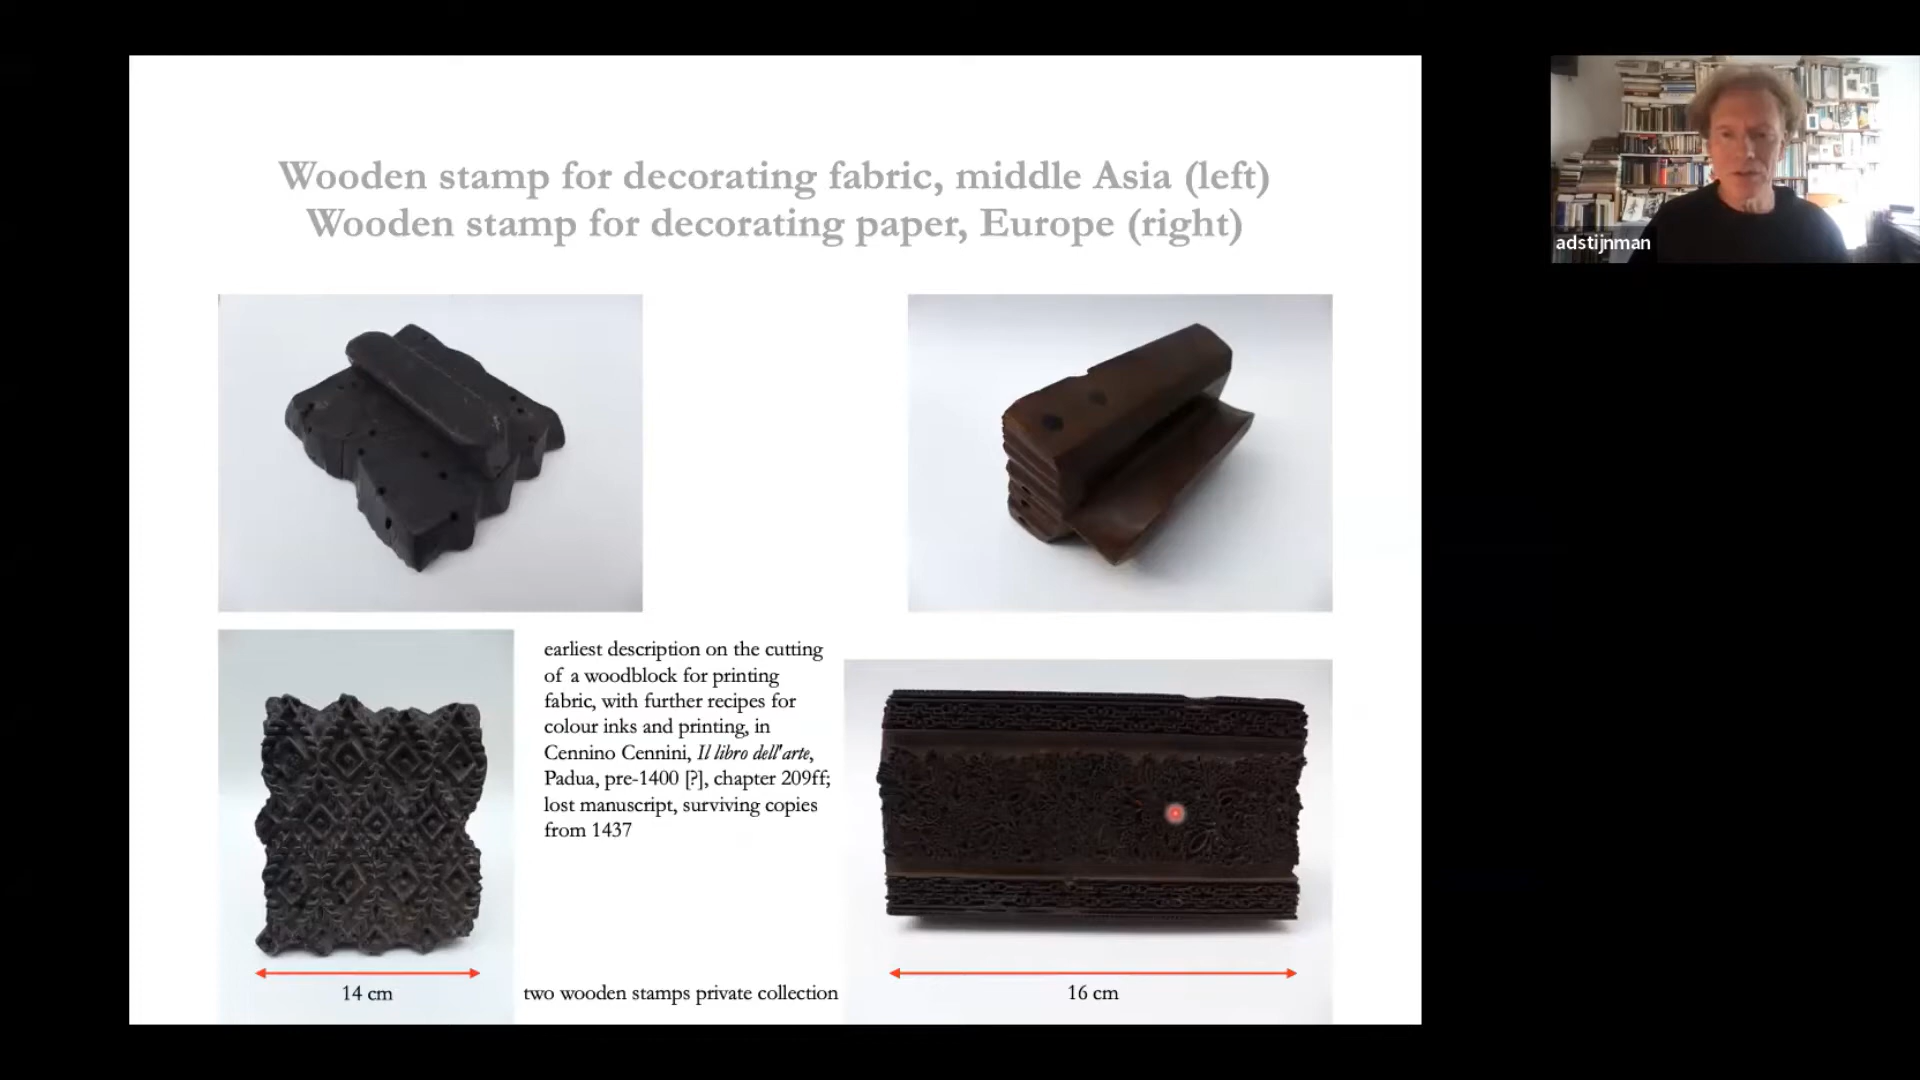 Wooden stamp for decorating fabric, middle Asia (left)
Wooden stamp for decorating paper, Europe (right)
adstijnman
earliest description on the cutting
of a woodblock for printing
fabric, with further recipes for
colour inks and printing, in
Cennino Cennini, Il libro dell'arte,
Padua, pre-1400 [?], chapter 209ff;
lost manuscript, surviving copies
from 1437
14 cm
two wooden stamps private collection
16 cm